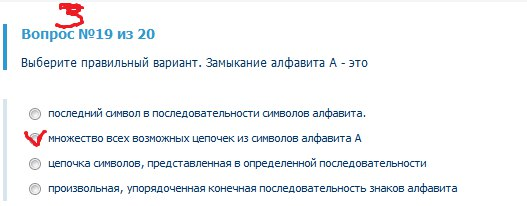 3
Вопрос №19 из 20
Выберите правильный вариант. Замыкание алфавита А - это
последний символ в последовательности символов алфавита.
множество всех возможных цепочек из символов алфавита А
цепочка символов, представленная в определенной последовательности
произвольная, упорядоченная конечная последовательность знаков алфавита